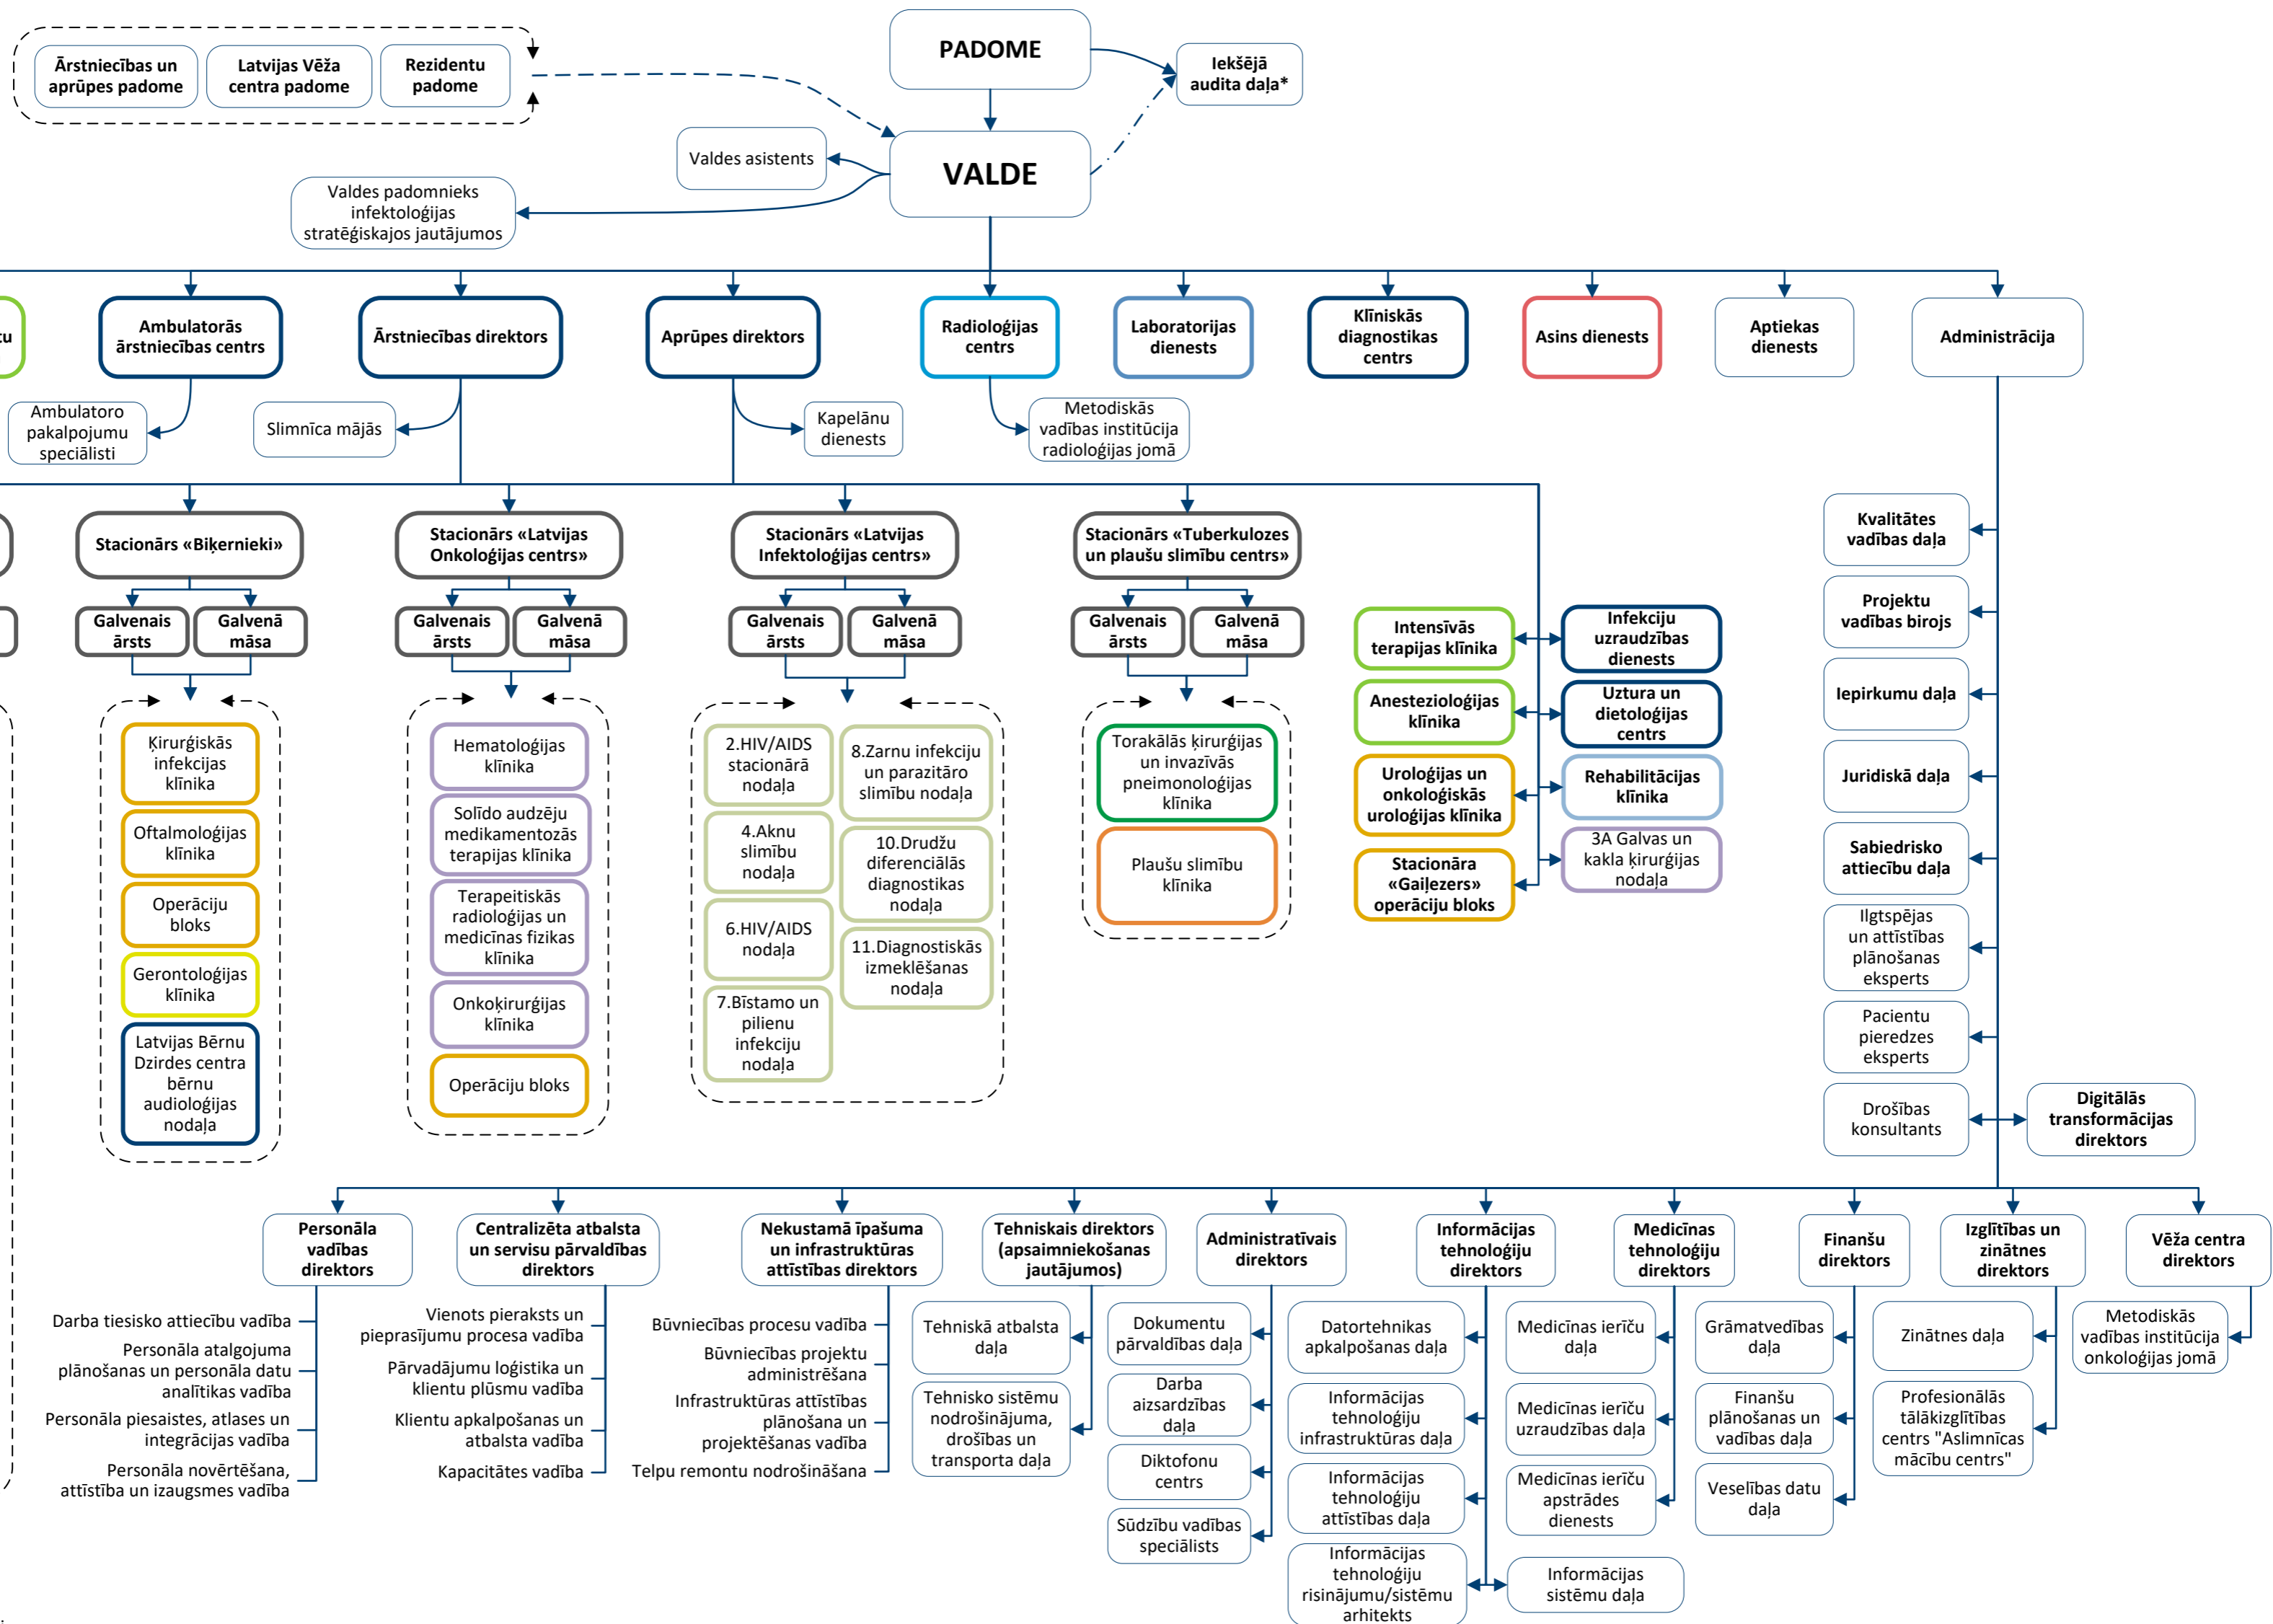 Ārstniecības un
aprūpes padome
Latvijas Vēža
centra padome
Rezidentu
padome
PADOME
Iekšējā
audita daļa*
Valdes asistents
VALDE
Valdes padomnieks
infektoloģijas
stratēģiskajos jautājumos
Ambulatorās
ārstniecības centrs
Ārstniecības direktors
Aprūpes direktors
Radioloģijas
centrs
Laboratorijas
dienests
Klīniskās
diagnostikas
centrs
Asins dienests
Aptiekas
dienests
Administrācija
Ambulatoro
pakalpojumu
speciālisti
Slimnīca mājās
Kapelānu
dienests
Metodiskās
vadības institūcija
radioloģijas jomā
Stacionārs «Biķernieki»
Galvenais
ārsts
Galvenā
māsa
Ķirurģiskās
infekcijas
klīnika
Oftalmoloģijas
klīnika
Operāciju
bloks
Gerontoloģijas
klīnika
Latvijas Bērnu
Dzirdes centra
bērnu
audioloģijas
nodaļa
Stacionārs «Latvijas
Onkoloģijas centrs»
Galvenais
ārsts
Galvenā
māsa
Hematoloģijas
klīnika
Solīdo audzēju
medikamentozās
terapijas klīnika
Terapeitiskās
radioloģijas un
medicīnas fizikas
klīnika
Onkoķirurģijas
klīnika
Operāciju bloks
Stacionārs «Latvijas
Infektoloģijas centrs»
Galvenais
ārsts
Galvenā
māsa
2.HIV/AIDS
stacionārā
nodaļa
4.Aknu
slimību
nodaļa
6.HIV/AIDS
nodaļa
7.Bīstamo un
pilienu
infekciju
nodaļa
8.Zarnu infekciju
un parazitāro
slimību nodaļa
10.Drudžu
diferenciālās
diagnostikas
nodaļa
11.Diagnostiskās
izmeklēšanas
nodaļa
Stacionārs «Tuberkulozes
un plaušu slimību centrs»
Galvenais
ārsts
Galvenā
māsa
Torakālās ķirurģijas
un invazīvās
pneimonoloģijas
klīnika
Plaušu slimību
klīnika
Intensīvās
terapijas klīnika
Anestezioloģijas
klīnika
Uroloģijas un
onkoloģiskās
uroloģijas klīnika
Stacionāra
«Gaiļezers»
operāciju bloks
Infekciju
uzraudzības
dienests
Uztura un
dietoloģijas
centrs
Rehabilitācijas
klīnika
3A Galvas un
kakla ķirurģijas
nodaļa
Kvalitātes
vadības daļa
Projektu
vadības birojs
Iepirkumu daļa
Juridiskā daļa
Sabiedrisko
attiecību daļa
Ilgtspējas
un attīstības
plānošanas
eksperts
Pacientu
pieredzes
eksperts
Drošības
konsultants
Digitālās
transformācijas
direktors
Personāla
vadības
direktors
Darba tiesisko attiecību vadība
Personāla atalgojuma
plānošanas un personāla datu
analītikas vadība
Personāla piesaistes, atlases un
integrācijas vadība
Personāla novērtēšana,
attīstība un izaugsmes vadība
Centralizēta atbalsta
un servisu pārvaldības
direktors
Vienots pieraksts un
pieprasījumu procesa vadība
Pārvadājumu loģistika un
klientu plūsmu vadība
Klientu apkalpošanas un
atbalsta vadība
Kapacitātes vadība
Nekustamā īpašuma
un infrastruktūras
attīstības direktors
Būvniecības procesu vadība
Būvniecības projektu
administrēšana
Infrastruktūras attīstības
plānošana un
projektēšanas vadība
Telpu remontu nodrošināšana
Tehniskais direktors
(apsaimniekošanas
jautājumos)
Tehniskā atbalsta
daļa
Tehnisko sistēmu
nodrošinājuma,
drošības un
transporta daļa
Administratīvais
direktors
Dokumentu
pārvaldības daļa
Darba
aizsardzības
daļa
Diktofonu
centrs
Sūdzību vadības
speciālists
Informācijas
tehnoloģiju
direktors
Datortehnikas
apkalpošanas daļa
Informācijas
tehnoloģiju
infrastruktūras daļa
Informācijas
tehnoloģiju
attīstības daļa
Informācijas
tehnoloģiju
risinājumu/sistēmu
arhitekts
Informācijas
sistēmu daļa
Medicīnas
tehnoloģiju
direktors
Medicīnas ierīču
daļa
Medicīnas ierīču
uzraudzības daļa
Medicīnas ierīču
apstrādes
dienests
Finanšu
direktors
Grāmatvedības
daļa
Finanšu
plānošanas un
vadības daļa
Veselības datu
daļa
Izglītības un
zinātnes
direktors
Zinātnes daļa
Profesionālās
tālākizglītības
centrs "Aslimnīcas
mācību centrs"
Vēža centra
direktors
Metodiskās
vadības institūcija
onkoloģijas jomā